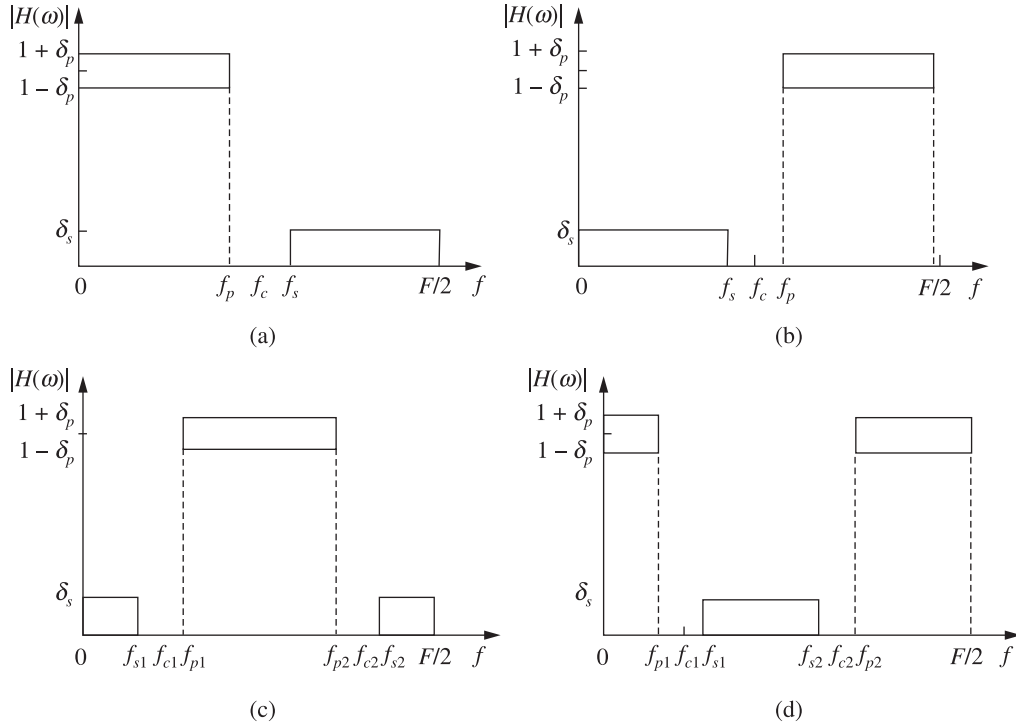 |H(ω)|
1 + δp
1 − δp
δs
0 fp fc fs F/2 f
(a)
|H(ω)|
1 + δp
1 − δp
δs
0 fs fc fp F/2 f
(b)
|H(ω)|
1 + δp
1 − δp
δs
0 fs1 fc1 fp1 fp2 fc2 fs2 F/2 f
(c)
|H(ω)|
1 + δp
1 − δp
δs
0 fp1 fc1 fs1 fs2 fc2 fp2 F/2 f
(d)